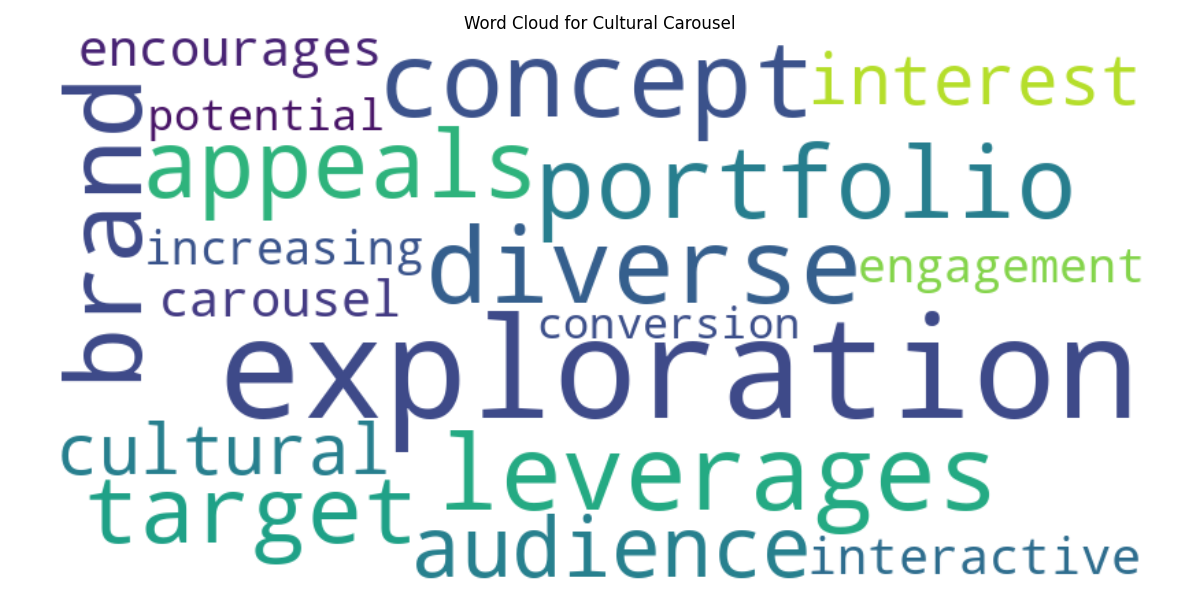 Word Cloud for Cultural Carousel
encourages
concept
interest
brand
potential
appeals
portfolio
increasing
diverse
engagement
carousel
conversion
exploration
cultural
leverages
target
audience
interactive